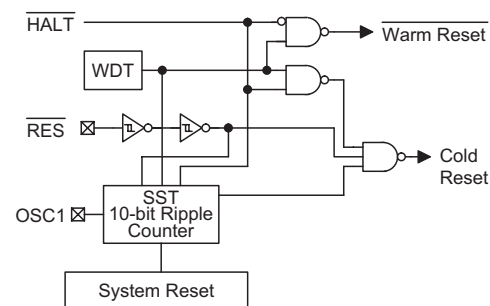 HALT
Warm Reset
WDT
RES
Cold
Reset
SST
10-bit Ripple
Counter
OSC1
System Reset